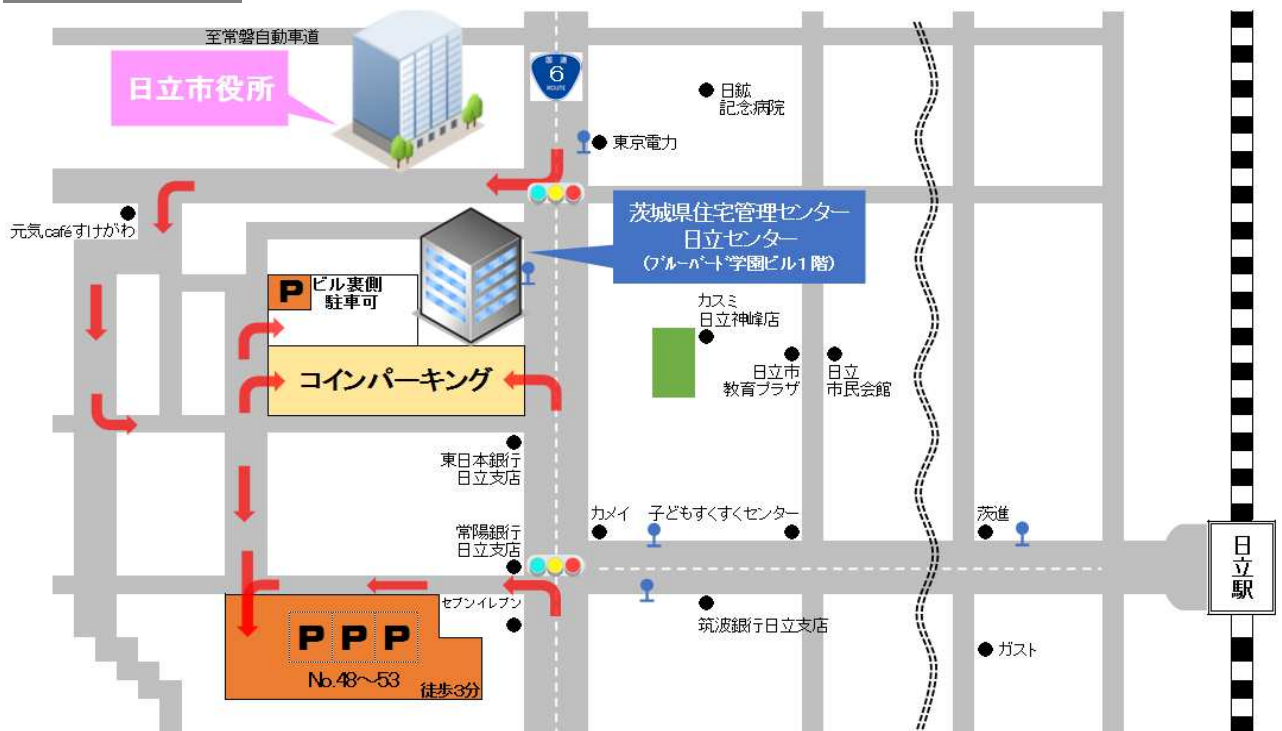 至常磐自動車道
日立市役所
国道
6
ROUTE
日鉱
記念病院
東京電力
茨城県住宅管理センター
日立センター
(ブルーバード学園ビル1階)
元気caféすけがわ
P
ビル裏側
駐車可
カスミ
日立神峰店
コインパーキング
日立市
教育プラザ
日立
市民会館
東日本銀行
日立支店
カメイ
子どもすくすくセンター
茨進
常陽銀行
日立支店
日立駅
セブンイレブン
筑波銀行日立支店
P P P
ガスト
No.48~53
徒歩3分